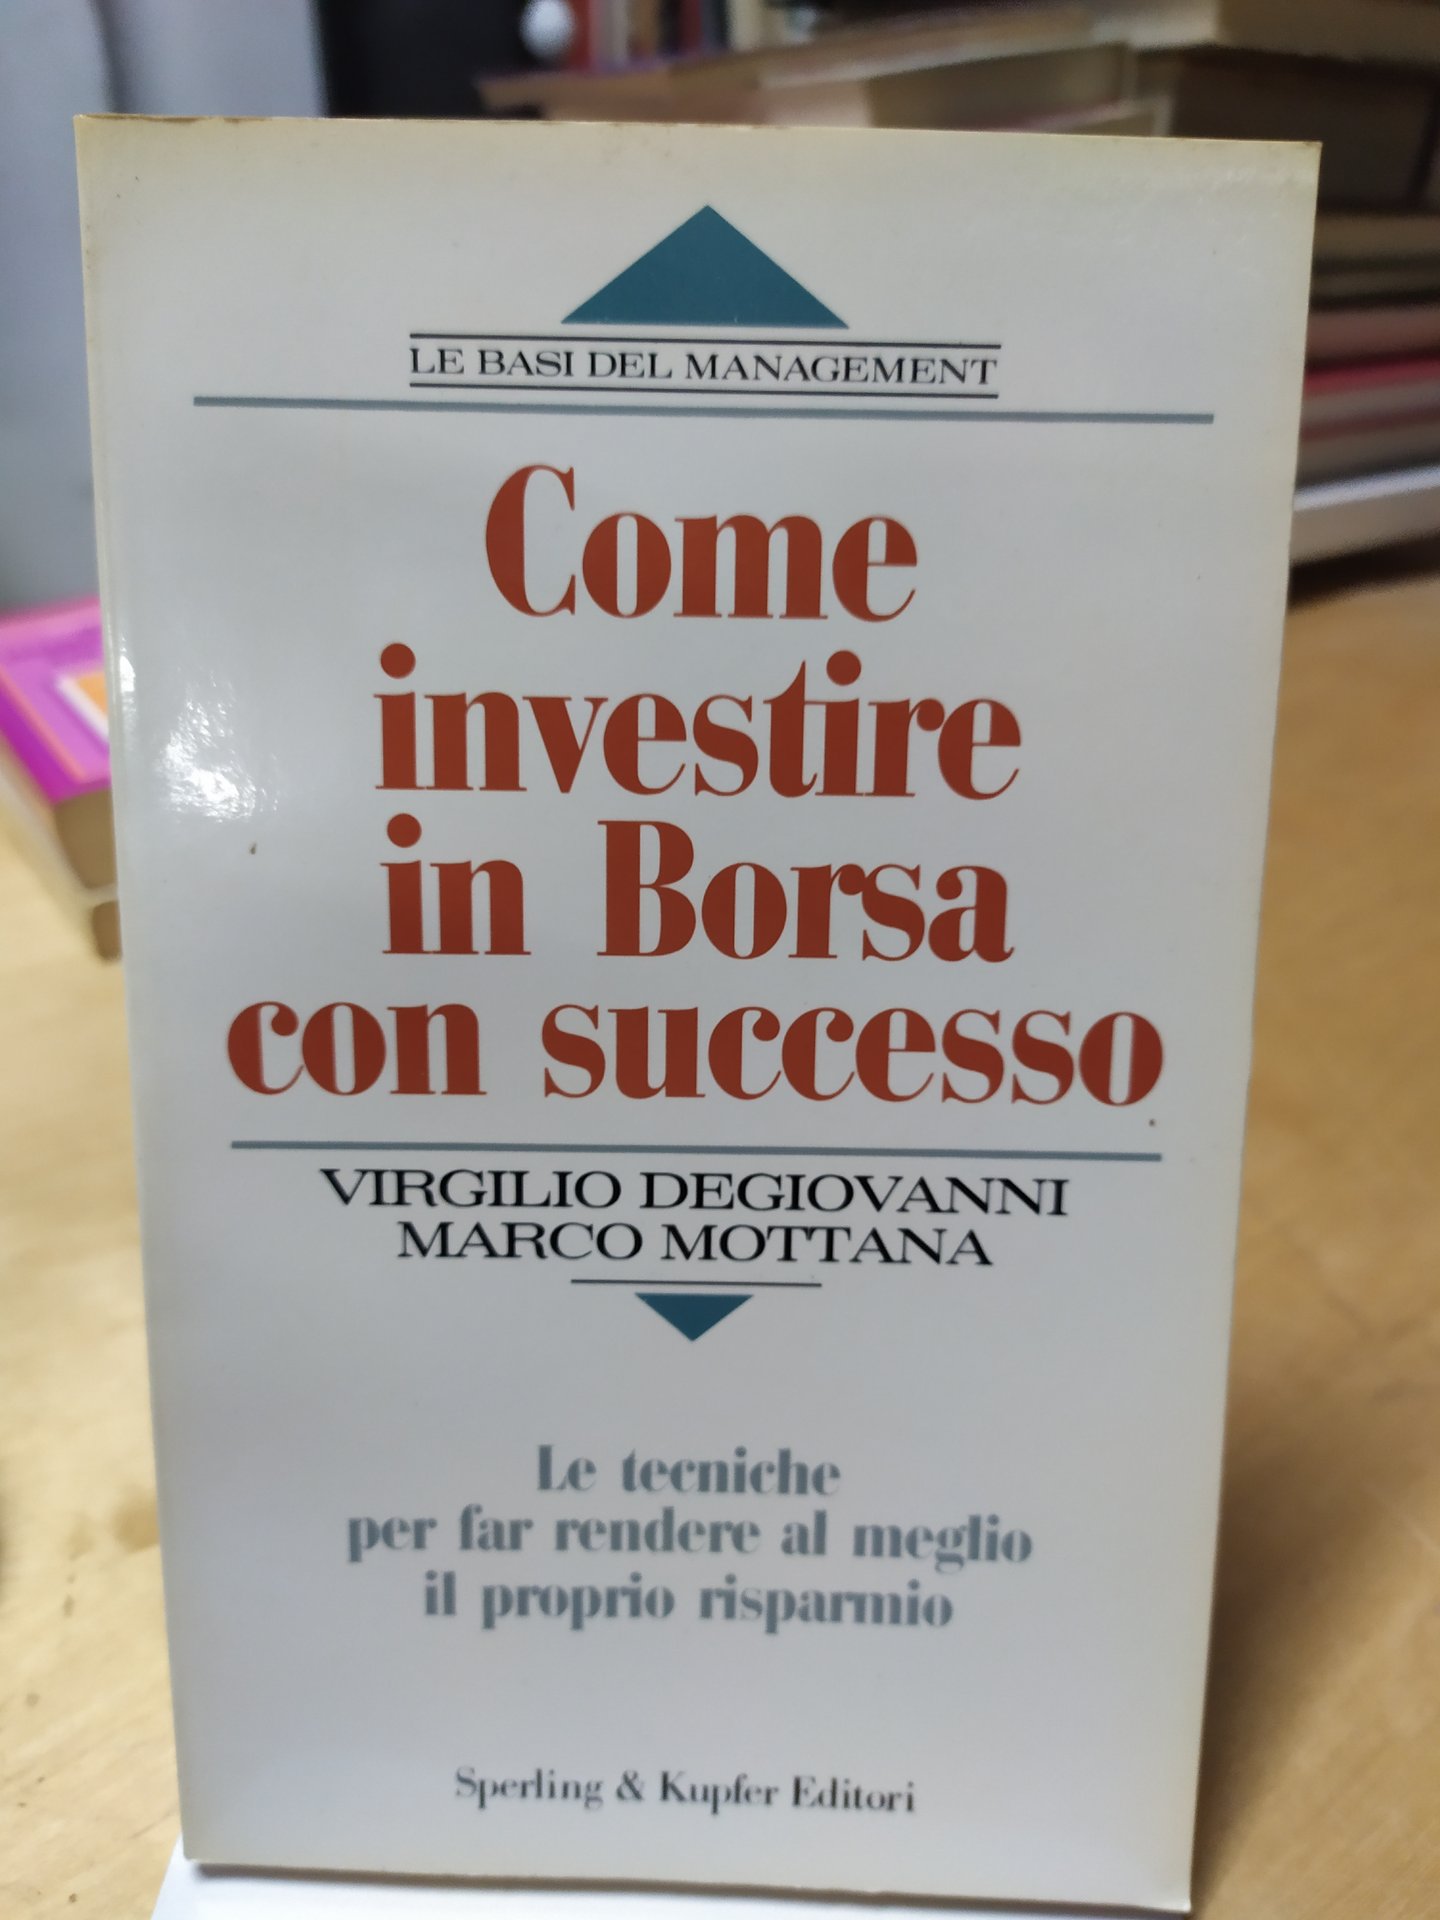 LE BASI DEL MANAGEMENT
Come
investire
in Borsa
con successo
VIRGILIO DEGIOVANNI
MARCO MOTTANA
Le tecniche
per far rendere al meglio
il proprio risparmio
Sperling & Kupfer Editori